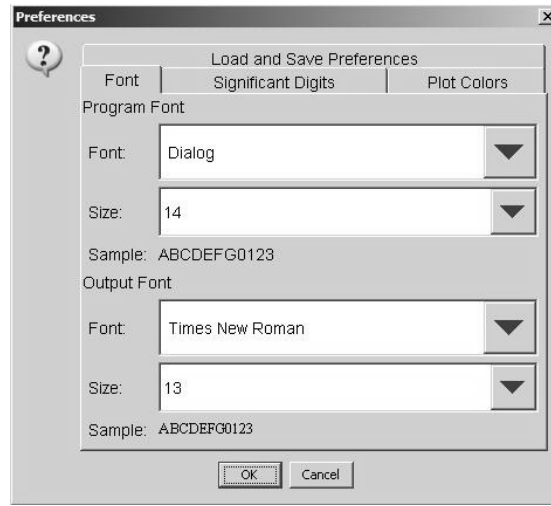 Preferences
?
Load and Save Preferences
Font Significant Digits Plot Colors
Program Font
Font: Dialog
Size: 14
Sample: ABCDEFG0123
Output Font
Font: Times New Roman
Size: 13
Sample: ABCDEFG0123
OK Cancel